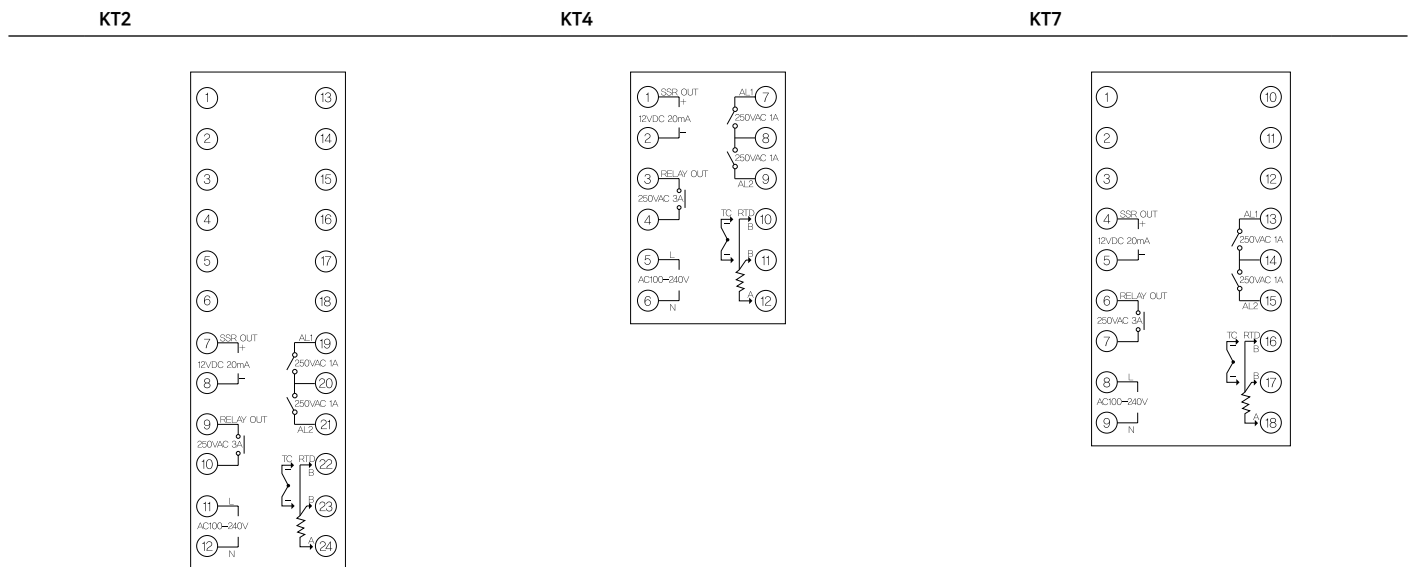 KT2 KT4 KT7
1 13
2 14
3 15
4 16
5 17
6 18
7 SSR OUT AL1 19
+
12VDC 20mA 250VAC 1A
8 − 20
250VAC 1A
9 RELAY OUT AL2 21
250VAC 3A
10 TC RTD 22
− B
11 L B 23
AC100−240V −
12 N A 24
1 SSR OUT AL1 7
+
12VDC 20mA 250VAC 1A
2 − 8
250VAC 1A
3 RELAY OUT AL2 9
250VAC 3A
4 TC RTD 10
− B
5 L B 11
AC100−240V −
6 N A 12
1 10
2 11
3 12
4 SSR OUT AL1 13
+
12VDC 20mA 250VAC 1A
5 − 14
250VAC 1A
6 RELAY OUT AL2 15
250VAC 3A
7 TC RTD 16
− B
8 L B 17
AC100−240V −
9 N A 18